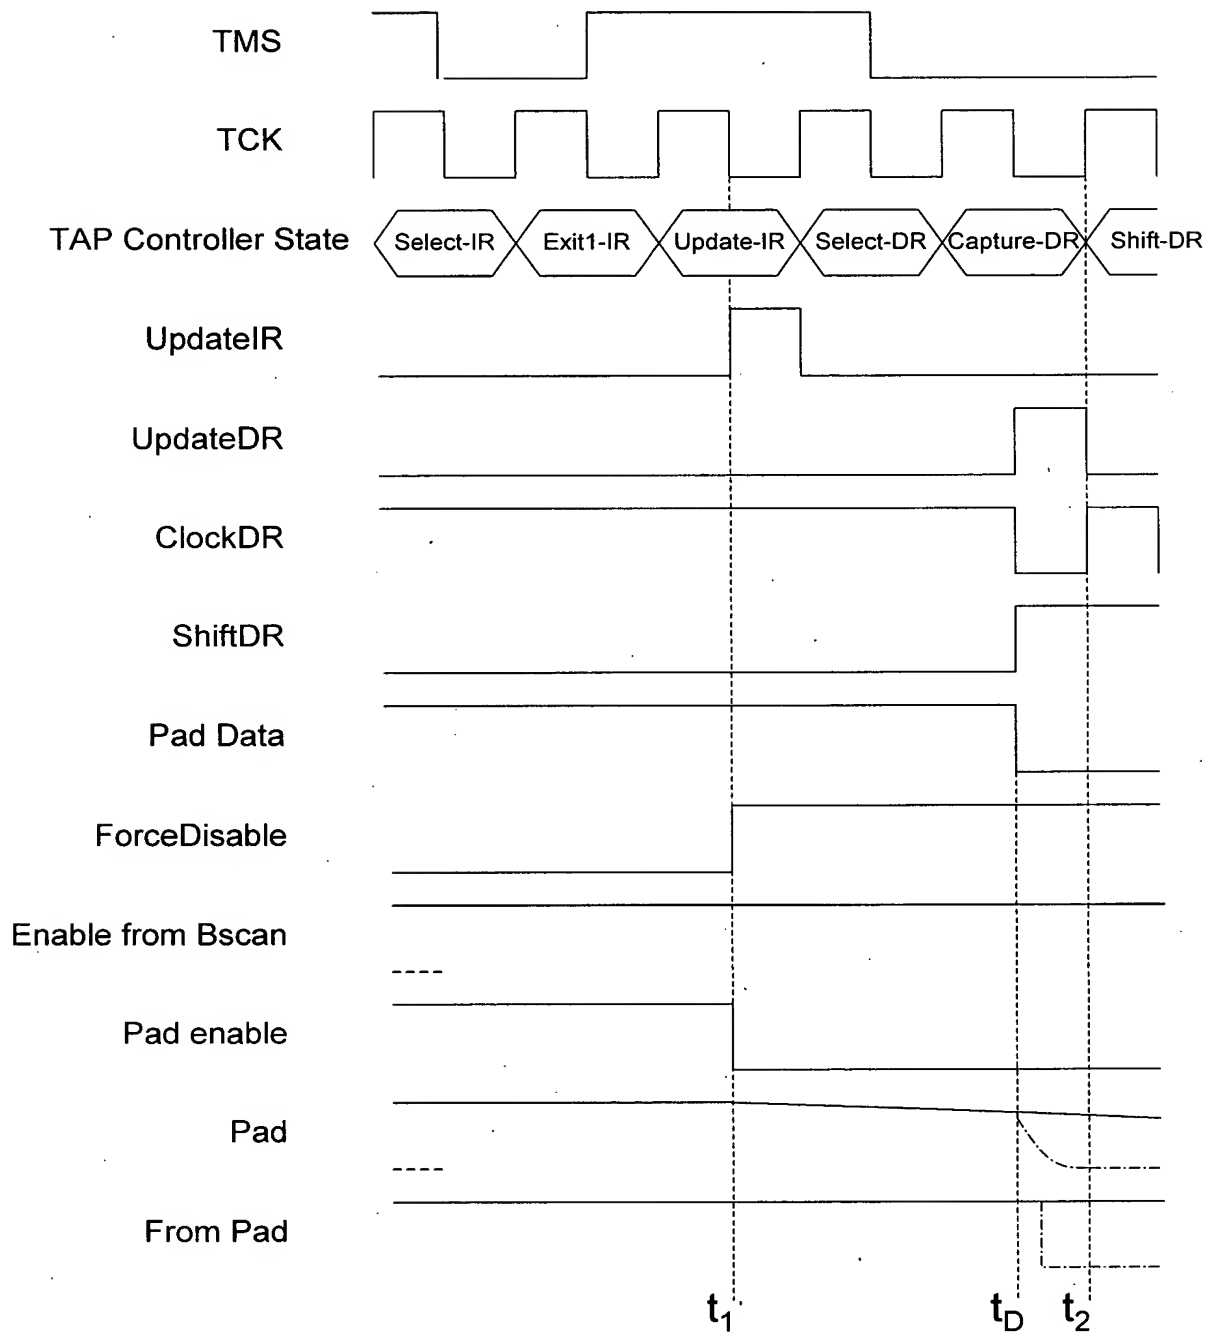 TMS
TCK
TAP Controller State
Select-IR
Exit1-IR
Update-IR
Select-DR
Capture-DR
Shift-DR
UpdateIR
UpdateDR
ClockDR
ShiftDR
Pad Data
ForceDisable
Enable from Bscan
Pad enable
Pad
From Pad
t1
tD
t2